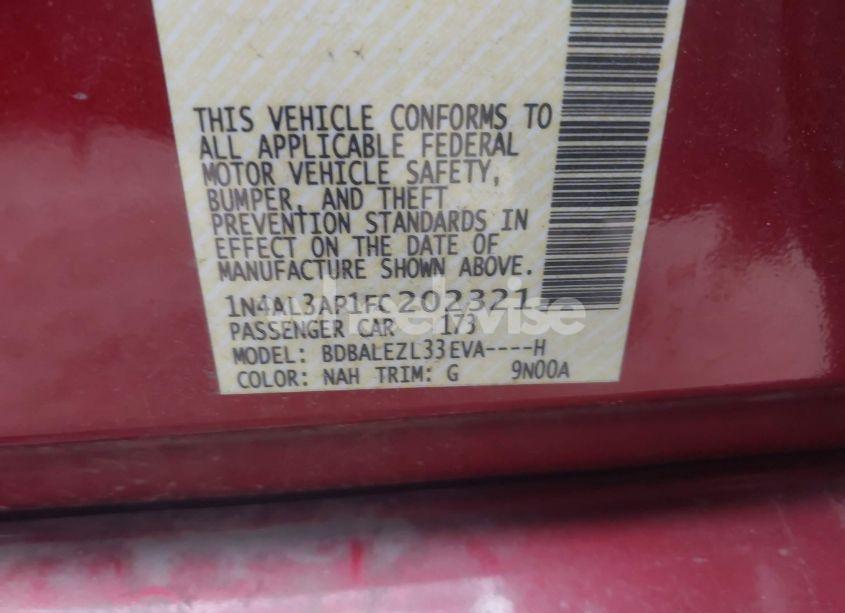 THIS VEHICLE CONFORMS TO
ALL APPLICABLE FEDERAL
MOTOR VEHICLE SAFETY,
BUMPER, AND THEFT
PREVENTION STANDARDS IN
EFFECT ON THE DATE OF
MANUFACTURE SHOWN ABOVE.
1N4AL3AP1FC202321
PASSENGER CAR 173
MODEL: BDBALEZL33EVA----H
COLOR: NAH TRIM: G 9N00A